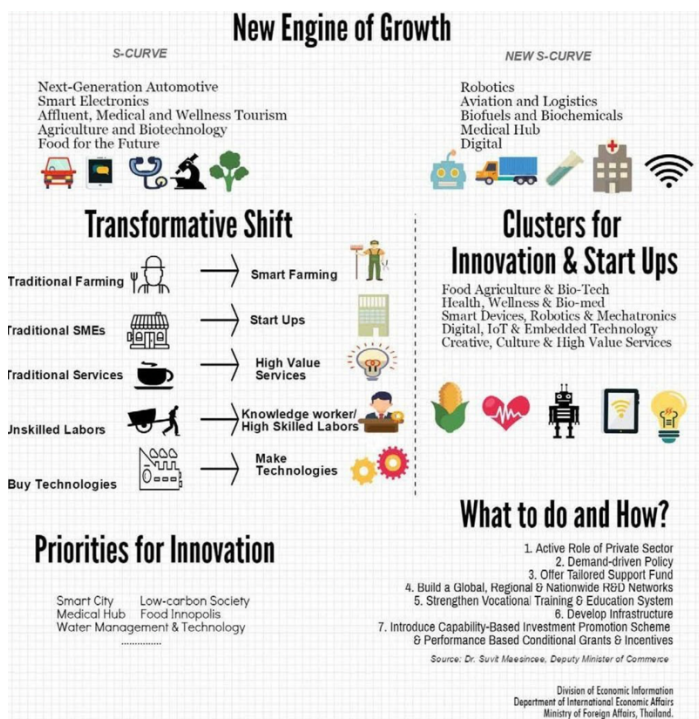 New Engine of Growth
S-CURVE
Next-Generation Automotive
Smart Electronics
Affluent, Medical and Wellness Tourism
Agriculture and Biotechnology
Food for the Future
NEW S-CURVE
Robotics
Aviation and Logistics
Biofuels and Biochemicals
Medical Hub
Digital
Transformative Shift
Traditional Farming
Smart Farming
Traditional SMEs
Start Ups
Traditional Services
High Value
Services
Unskilled Labors
Knowledge worker/
High Skilled Labors
Buy Technologies
Make
Technologies
Clusters for
Innovation & Start Ups
Food Agriculture & Bio-Tech
Health, Wellness & Bio-med
Smart Devices, Robotics & Mechatronics
Digital, IoT & Embedded Technology
Creative, Culture & High Value Services
Priorities for Innovation
Smart City Low-carbon Society
Medical Hub Food Innopolis
Water Management & Technology
...............
What to do and How?
1. Active Role of Private Sector
2. Demand-driven Policy
3. Offer Tailored Support Fund
4. Build a Global, Regional & Nationwide R&D Networks
5. Strengthen Vocational Training & Education System
6. Develop Infrastructure
7. Introduce Capability-Based Investment Promotion Scheme
& Performance Based Conditional Grants & Incentives
Source: Dr. Suvit Maesincee, Deputy Minister of Commerce
Division of Economic Information
Department of International Economic Affairs
Ministry of Foreign Affairs, Thailand.